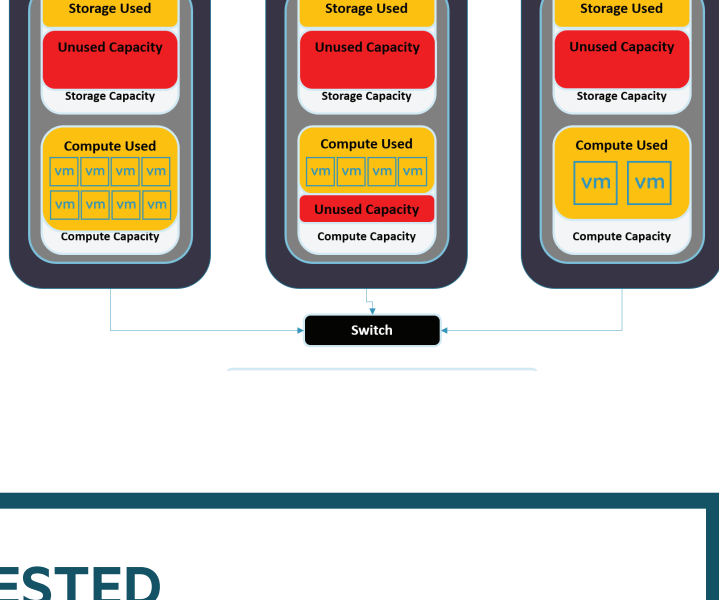 Storage Used
Storage Used
Storage Used
Unused Capacity
Unused Capacity
Unused Capacity
Storage Capacity
Storage Capacity
Storage Capacity
Compute Used
Compute Used
Compute Used
vm vm vm vm
vm vm vm vm
vm vm
vm vm vm vm
Unused Capacity
Compute Capacity
Compute Capacity
Compute Capacity
Switch
ESTED